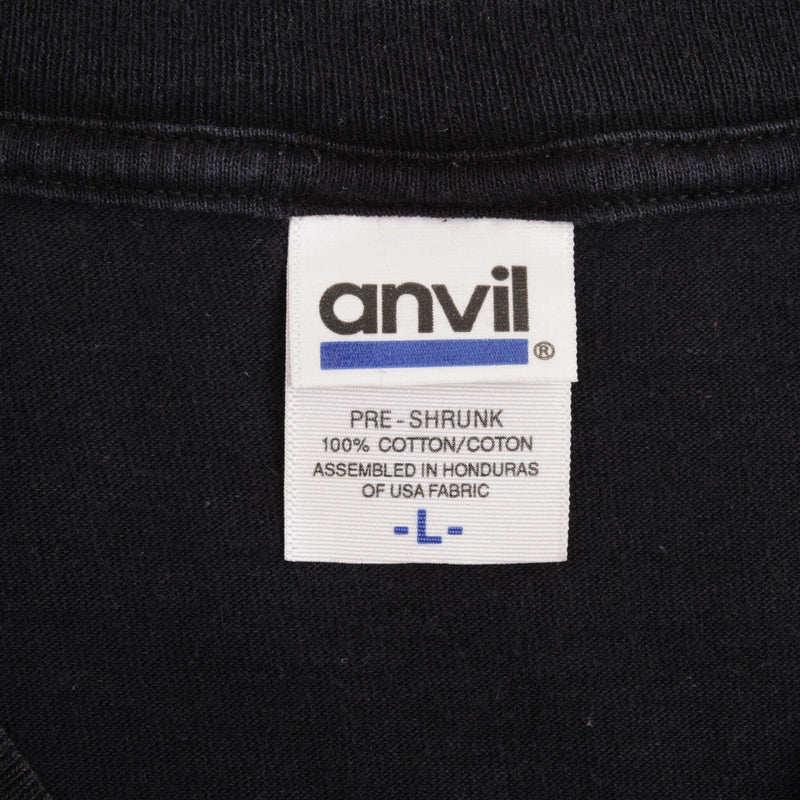 anvil
®
PRE-SHRUNK
100% COTTON/COTON
ASSEMBLED IN HONDURAS
OF USA FABRIC
-L-